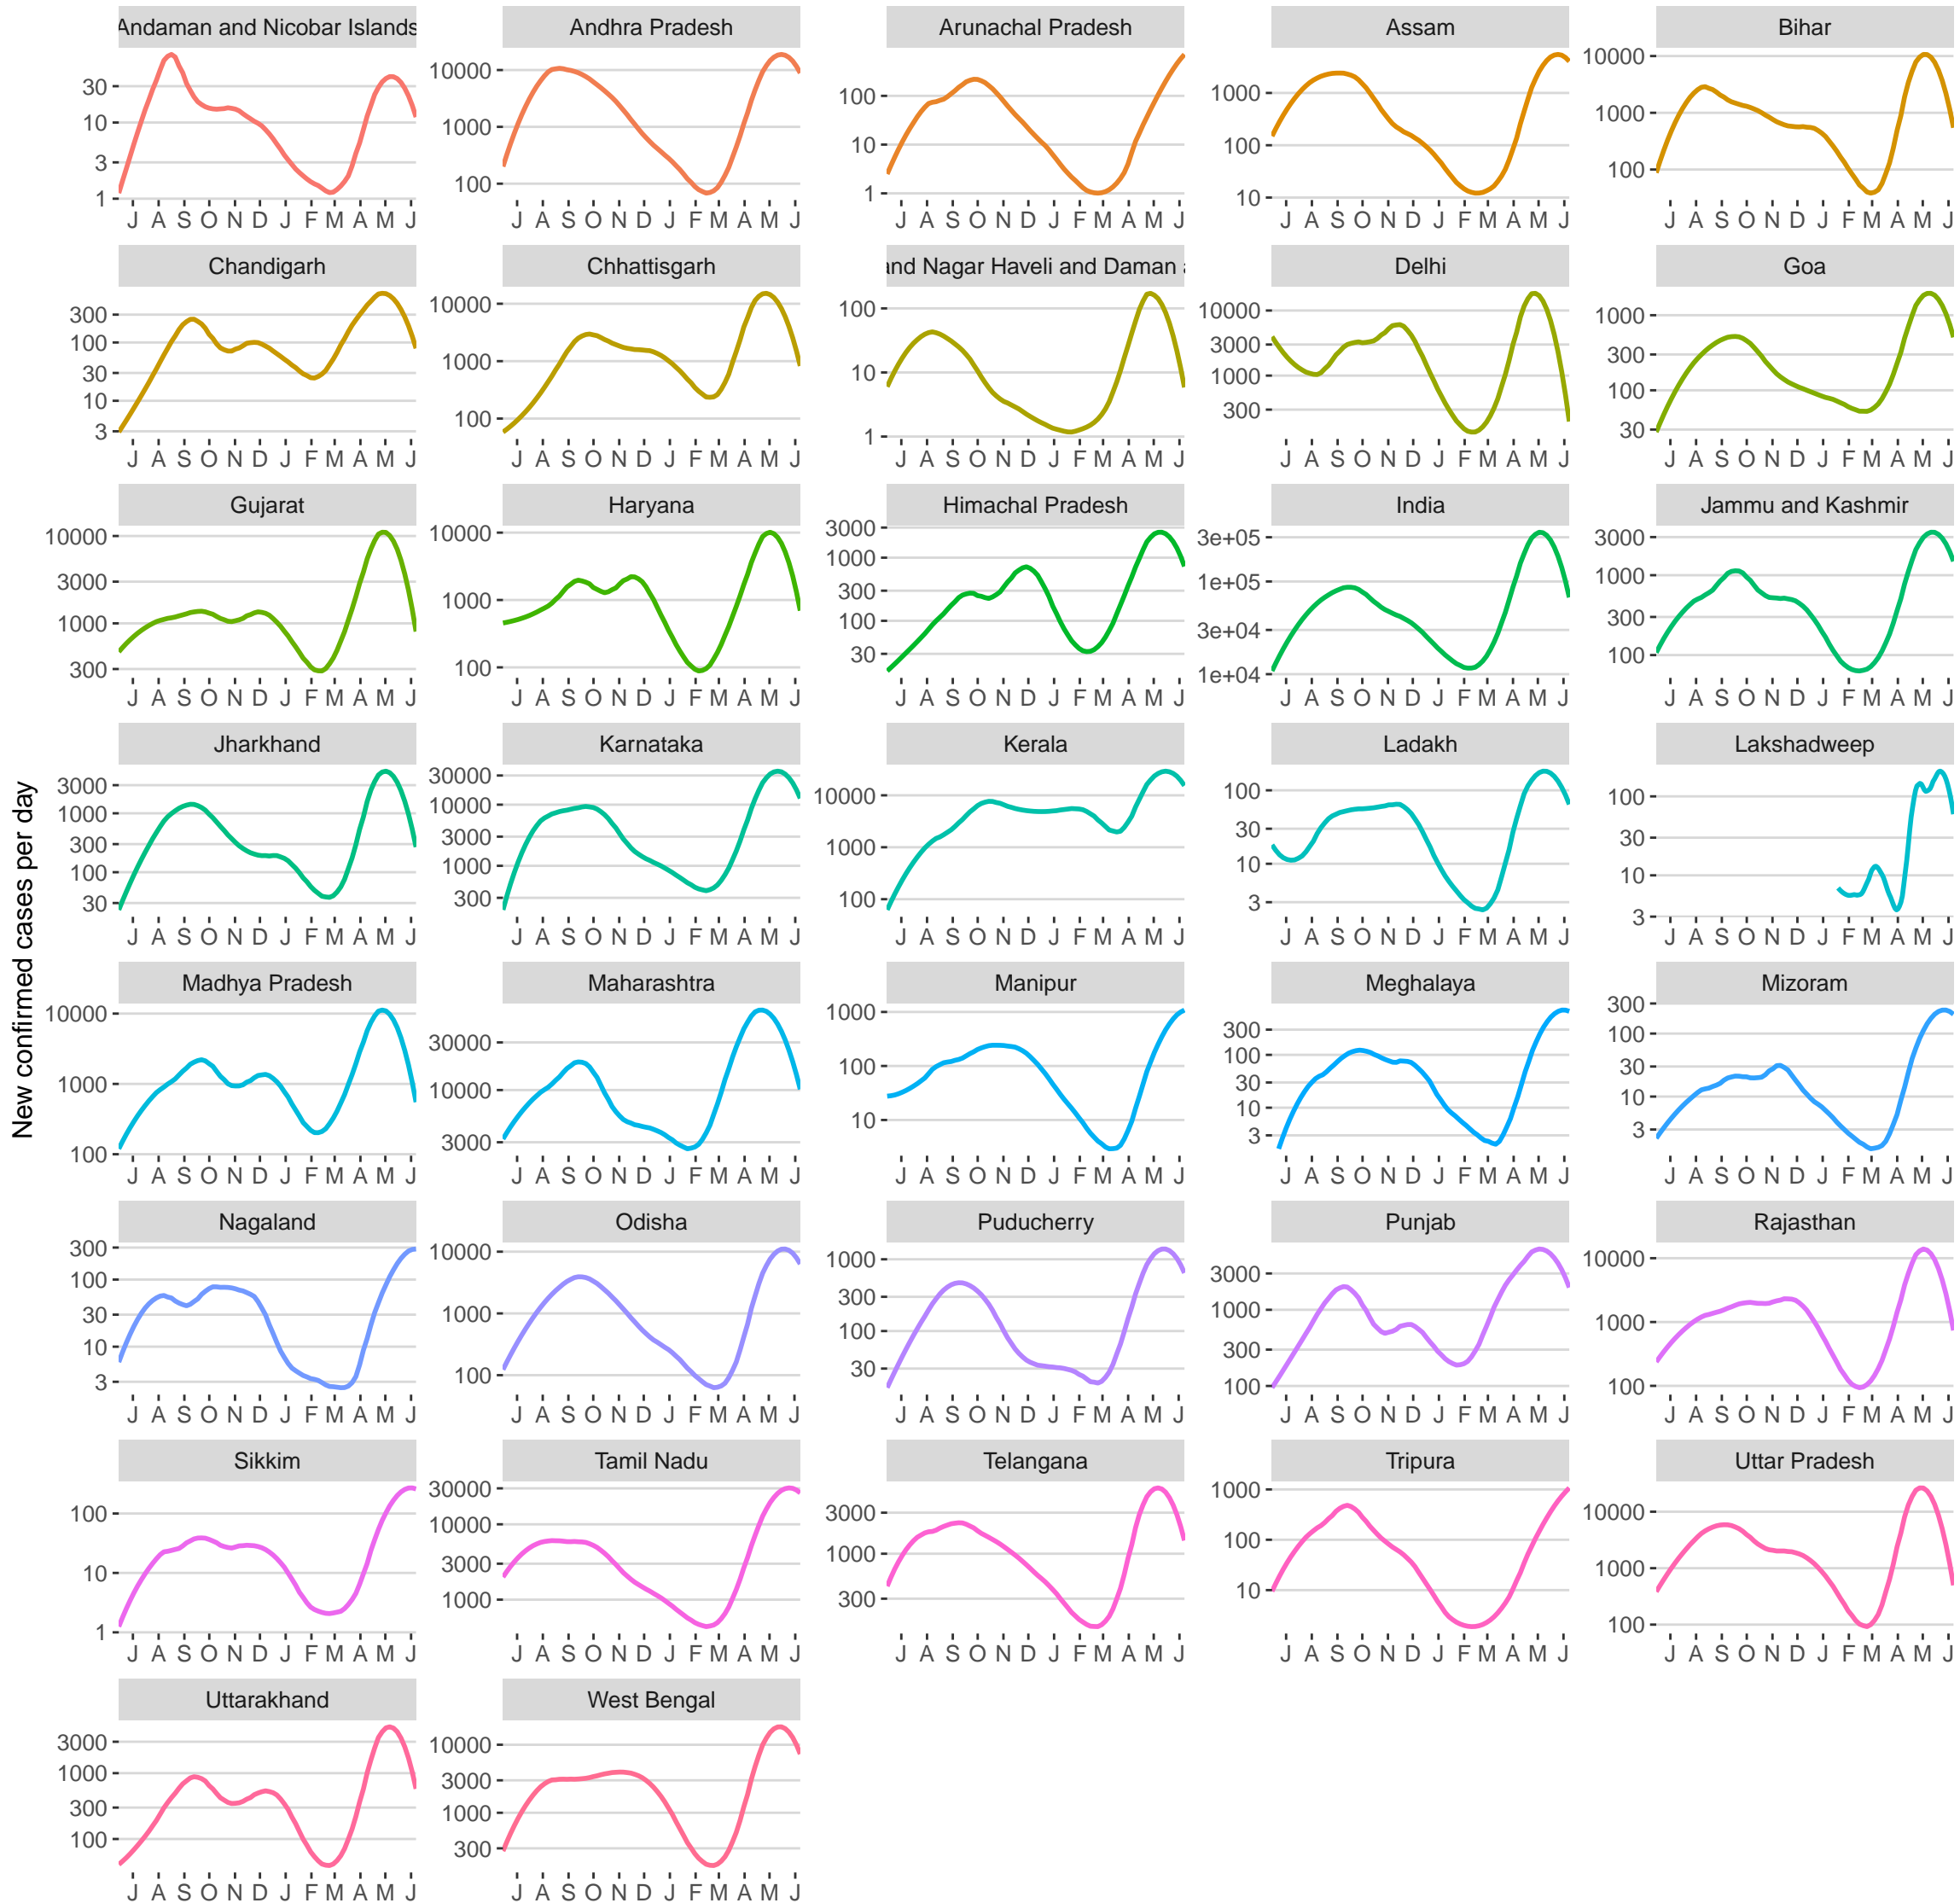 Andaman and Nicobar Islands
Andhra Pradesh
Arunachal Pradesh
Assam
Bihar
30
10
3
1
10000
1000
100
100
10
1
1000
100
10
10000
1000
100
J A S O N D J F M A M J
J A S O N D J F M A M J
J A S O N D J F M A M J
J A S O N D J F M A M J
J A S O N D J F M A M J
Chandigarh
Chhattisgarh
and Nagar Haveli and Daman a
Delhi
Goa
300
100
30
10
3
10000
1000
100
100
10
1
10000
3000
1000
300
1000
300
100
30
J A S O N D J F M A M J
J A S O N D J F M A M J
J A S O N D J F M A M J
J A S O N D J F M A M J
J A S O N D J F M A M J
Gujarat
Haryana
Himachal Pradesh
India
Jammu and Kashmir
10000
3000
1000
300
10000
1000
100
3000
1000
300
100
30
3e+05
1e+05
3e+04
1e+04
3000
1000
300
100
J A S O N D J F M A M J
J A S O N D J F M A M J
J A S O N D J F M A M J
J A S O N D J F M A M J
J A S O N D J F M A M J
New confirmed cases per day
Jharkhand
Karnataka
Kerala
Ladakh
Lakshadweep
3000
1000
300
100
30
30000
10000
3000
1000
300
10000
1000
100
100
30
10
3
100
30
10
3
J A S O N D J F M A M J
J A S O N D J F M A M J
J A S O N D J F M A M J
J A S O N D J F M A M J
J A S O N D J F M A M J
Madhya Pradesh
Maharashtra
Manipur
Meghalaya
Mizoram
10000
1000
100
30000
10000
3000
1000
100
10
300
100
30
10
3
300
100
30
10
3
J A S O N D J F M A M J
J A S O N D J F M A M J
J A S O N D J F M A M J
J A S O N D J F M A M J
J A S O N D J F M A M J
Nagaland
Odisha
Puducherry
Punjab
Rajasthan
300
100
30
10
3
10000
1000
100
1000
300
100
30
3000
1000
300
100
10000
1000
100
J A S O N D J F M A M J
J A S O N D J F M A M J
J A S O N D J F M A M J
J A S O N D J F M A M J
J A S O N D J F M A M J
Sikkim
Tamil Nadu
Telangana
Tripura
Uttar Pradesh
100
10
1
30000
10000
3000
1000
3000
1000
300
1000
100
10
10000
1000
100
J A S O N D J F M A M J
J A S O N D J F M A M J
J A S O N D J F M A M J
J A S O N D J F M A M J
J A S O N D J F M A M J
Uttarakhand
West Bengal
3000
1000
300
100
10000
3000
1000
300
J A S O N D J F M A M J
J A S O N D J F M A M J